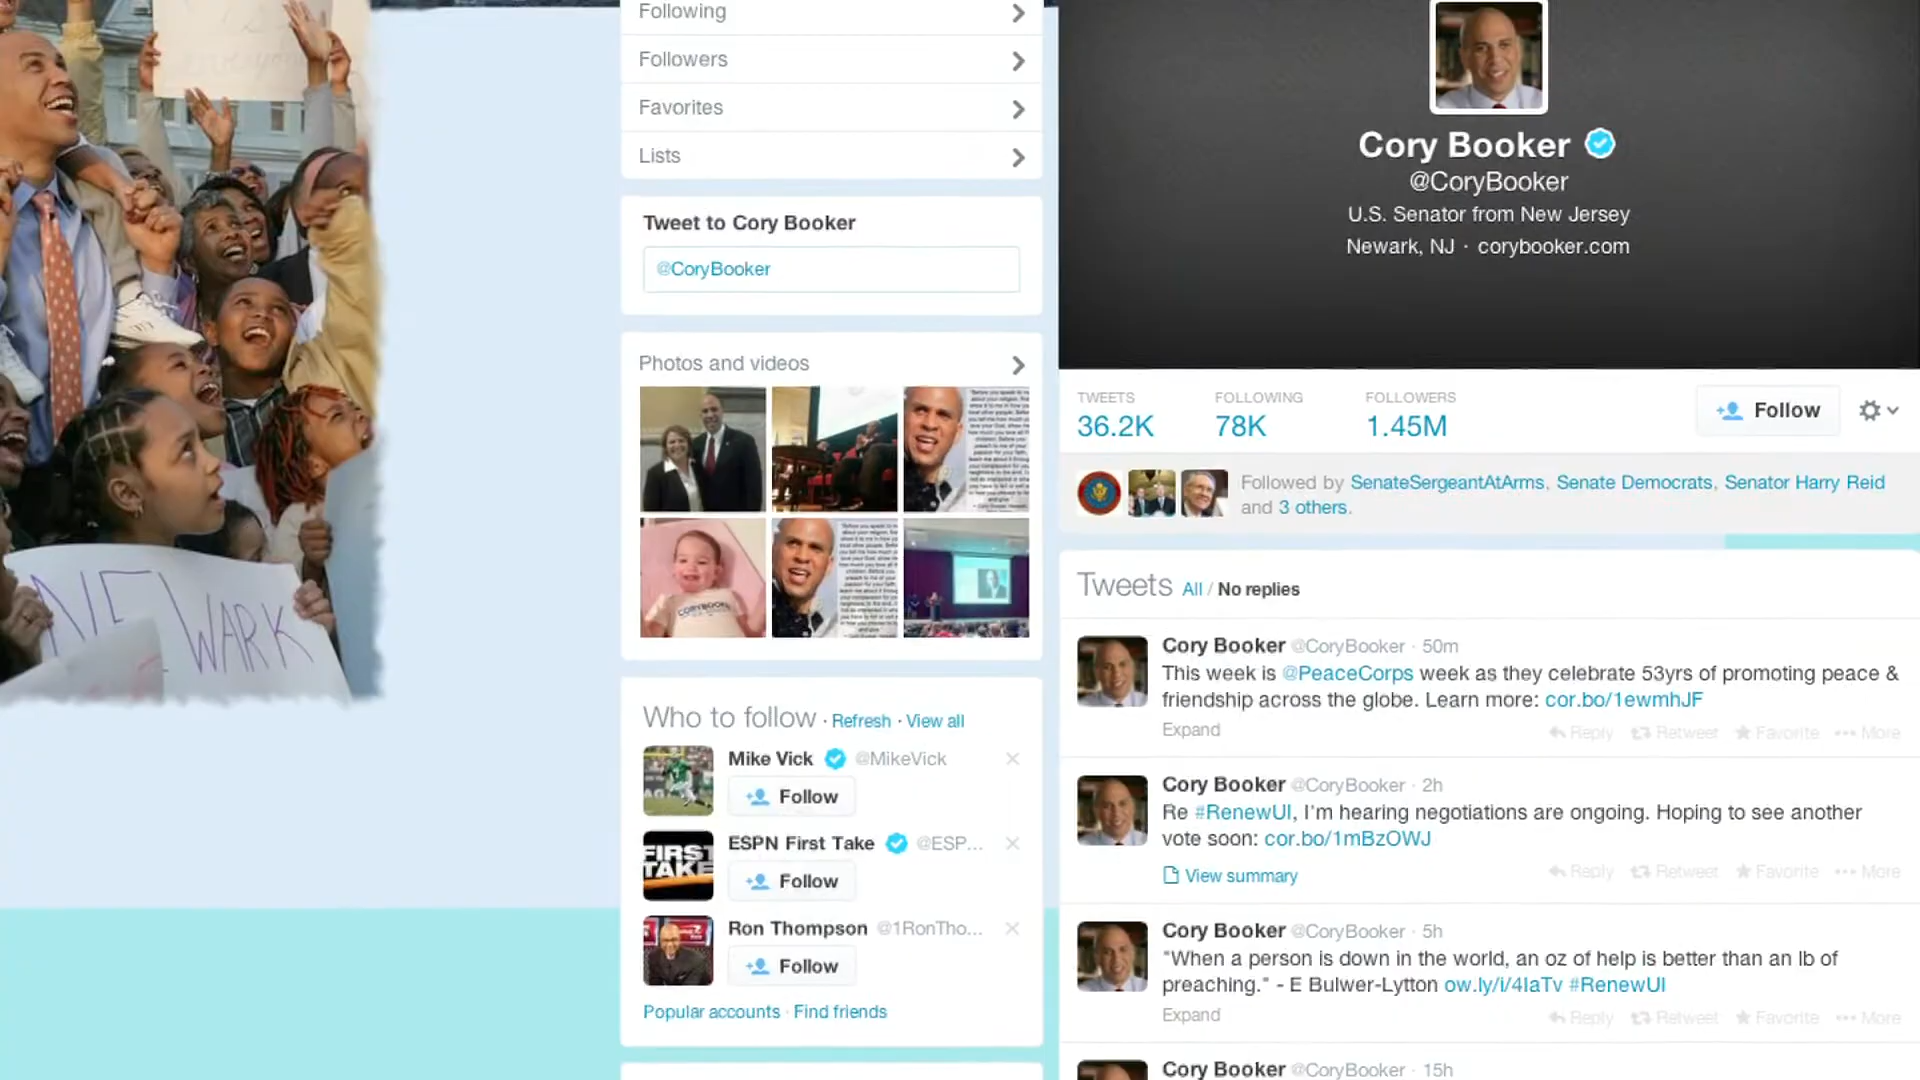 Following
Followers
Favorites
Lists
Tweet to Cory Booker
@CoryBooker
Photos and videos
CORYBOOKER
Who to follow · Refresh · View all
Mike Vick @MikeVick
Follow
FIRST
TAKE
ESPN First Take @ESP...
Follow
Ron Thompson @1RonTho...
Follow
Popular accounts · Find friends
NEWARK
Cory Booker
@CoryBooker
U.S. Senator from New Jersey
Newark, NJ · corybooker.com
TWEETS FOLLOWING FOLLOWERS
36.2K 78K 1.45M
Follow
Followed by SenateSergeantAtArms, Senate Democrats, Senator Harry Reid
and 3 others.
Tweets All / No replies
Cory Booker @CoryBooker · 50m
This week is @PeaceCorps week as they celebrate 53yrs of promoting peace &
friendship across the globe. Learn more: cor.bo/1ewmhJF
Expand
Reply Retweet Favorite More
Cory Booker @CoryBooker · 2h
Re #RenewUI, I'm hearing negotiations are ongoing. Hoping to see another
vote soon: cor.bo/1mBzOWJ
View summary
Reply Retweet Favorite More
Cory Booker @CoryBooker · 5h
"When a person is down in the world, an oz of help is better than an lb of
preaching." - E Bulwer-Lytton ow.ly/i/4IaTv #RenewUI
Expand
Reply Retweet Favorite More
Cory Booker @CoryBooker · 15h